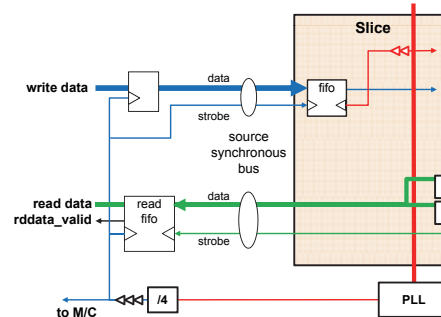 Slice
write data
data
fifo
strobe
source
synchronous
bus
read data
rddata_valid
read
fifo
data
strobe
/4
PLL
to M/C